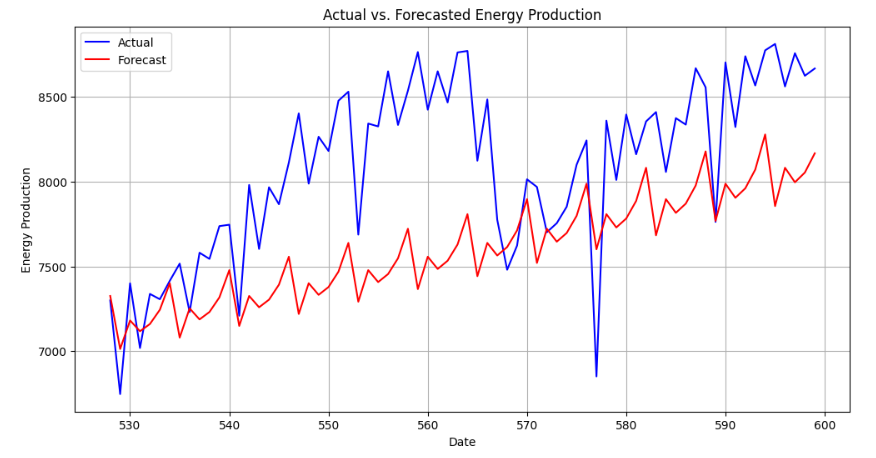 Actual vs. Forecasted Energy Production
Actual
Forecast
Energy Production
8500
8000
7500
7000
530 540 550 560 570 580 590 600
Date